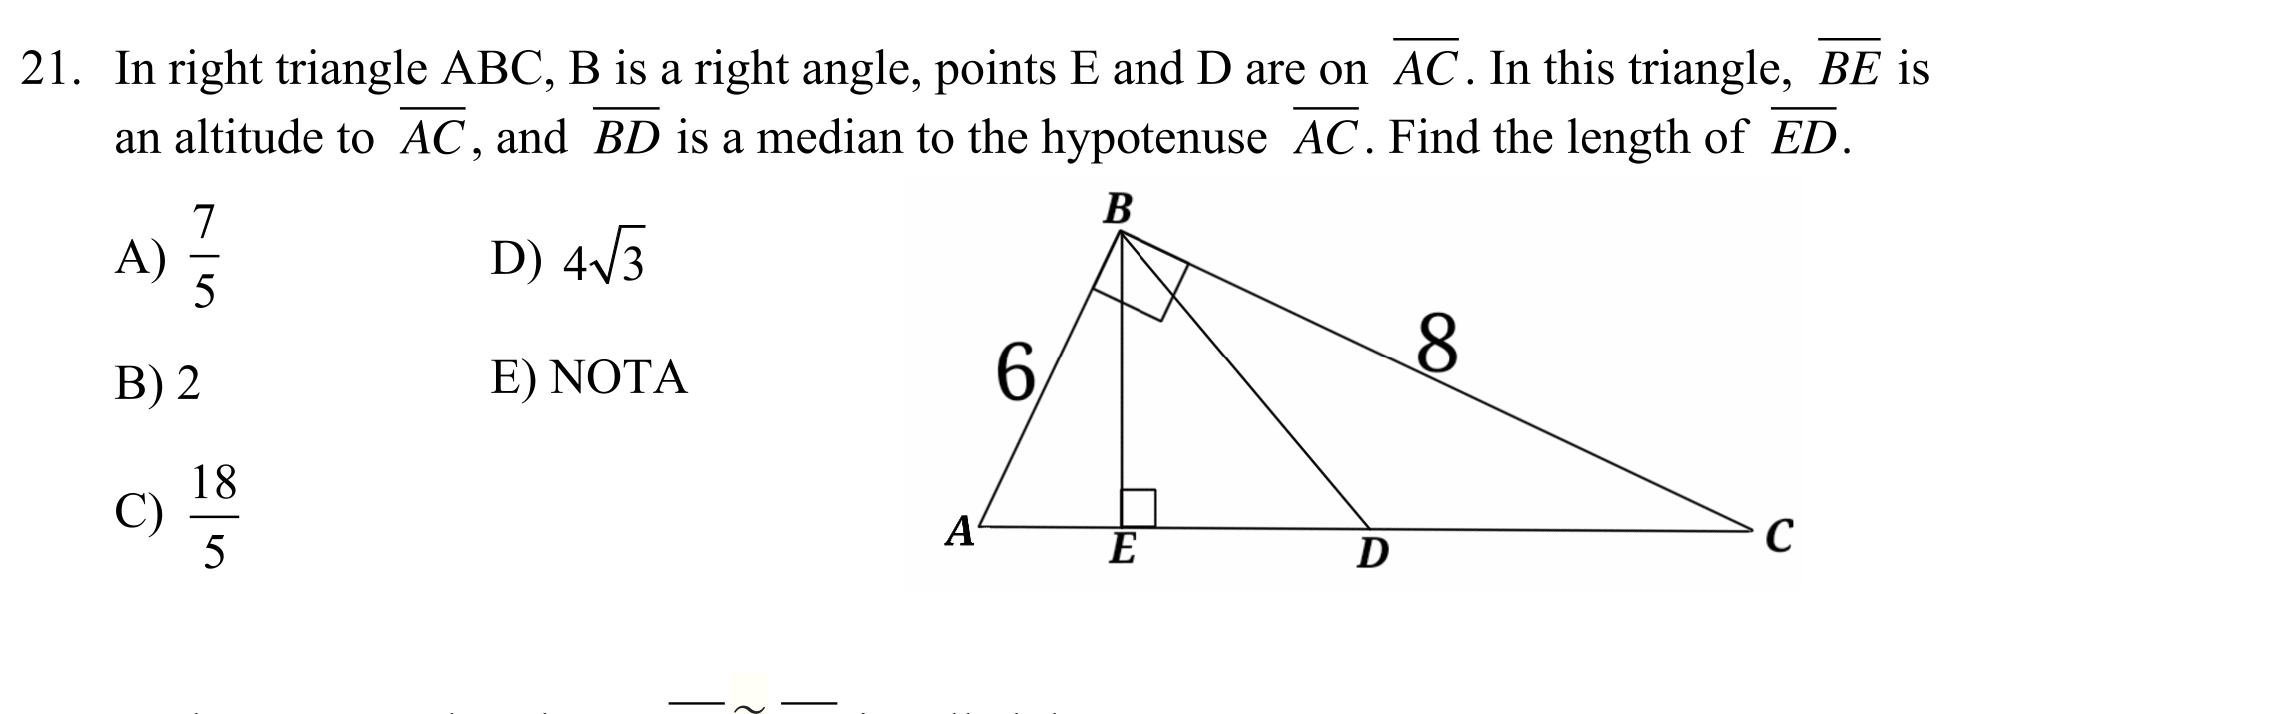 21. In right triangle ABC, B is a right angle, points E and D are on \overline{AC}. In this triangle, \overline{BE} is
an altitude to \overline{AC}, and \overline{BD} is a median to the hypotenuse \overline{AC}. Find the length of \overline{ED}.
A) \frac{7}{5}
D) 4\sqrt{3}
B) 2
E) NOTA
C) \frac{18}{5}
B
6
8
A
E
D
C